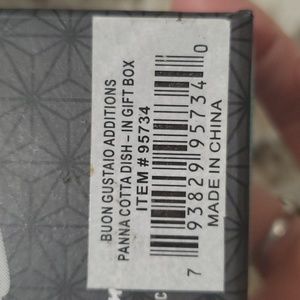 BUON GUSTAIO ADDITIONS
PANNA COTTA DISH – IN GIFT BOX
ITEM # 95734
7 93829 95734 0
MADE IN CHINA